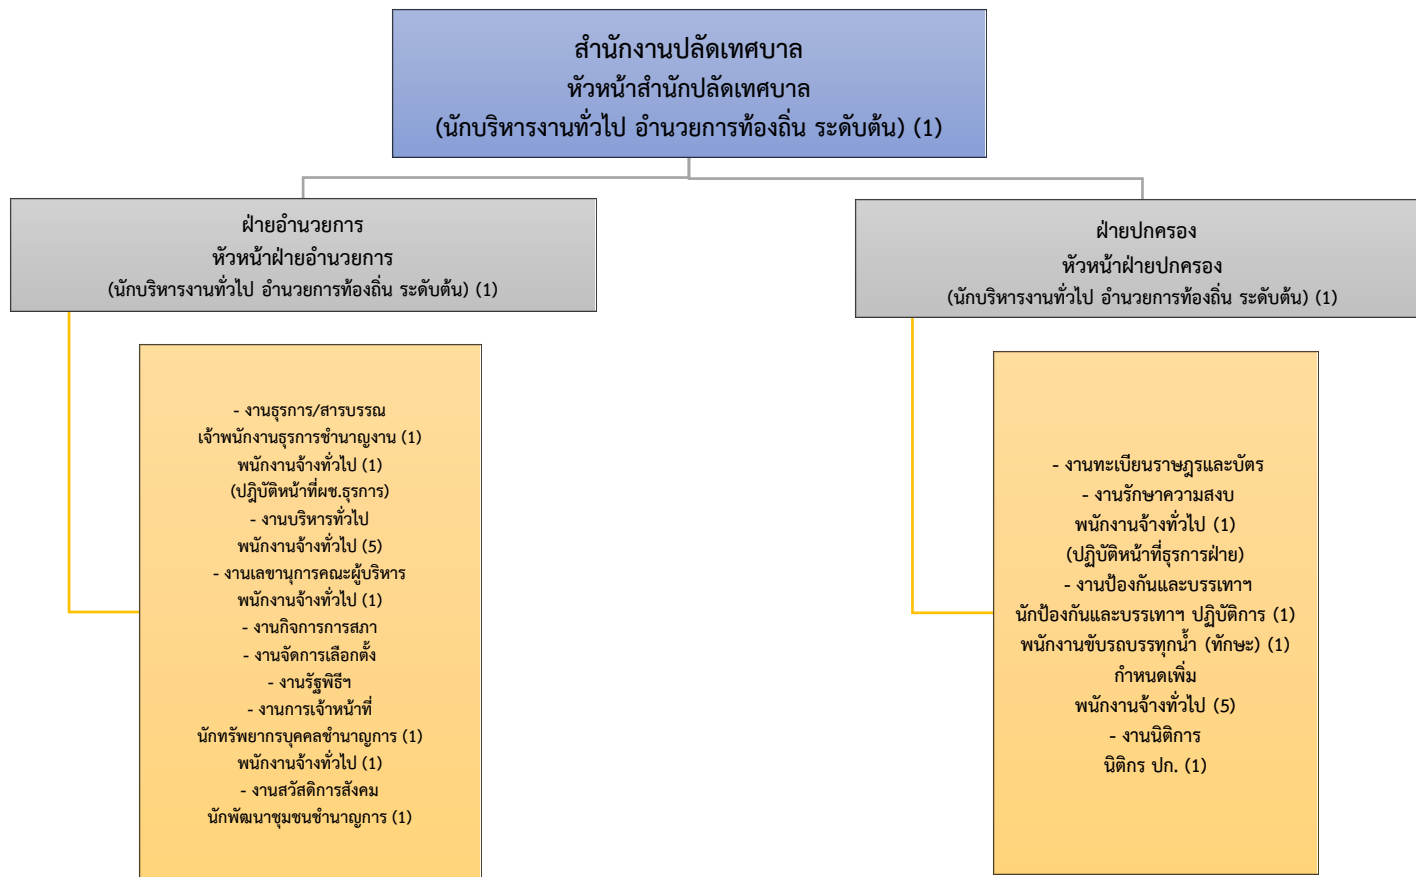 สำนักงานปลัดเทศบาล
หัวหน้าสำนักปลัดเทศบาล
(นักบริหารงานทั่วไป อำนวยการท้องถิ่น ระดับต้น) (1)
ฝ่ายอำนวยการ
หัวหน้าฝ่ายอำนวยการ
(นักบริหารงานทั่วไป อำนวยการท้องถิ่น ระดับต้น) (1)
- งานธุรการ/สารบรรณ
เจ้าพนักงานธุรการชำนาญงาน (1)
พนักงานจ้างทั่วไป (1)
(ปฎิบัติหน้าที่ผช.ธุรการ)
- งานบริหารทั่วไป
พนักงานจ้างทั่วไป (5)
- งานเลขานุการคณะผู้บริหาร
พนักงานจ้างทั่วไป (1)
- งานกิจการการสภา
- งานจัดการเลือกตั้ง
- งานรัฐพิธีฯ
- งานการเจ้าหน้าที่
นักทรัพยากรบุคคลชำนาญการ (1)
พนักงานจ้างทั่วไป (1)
- งานสวัสดิการสังคม
นักพัฒนาชุมชนชำนาญการ (1)
ฝ่ายปกครอง
หัวหน้าฝ่ายปกครอง
(นักบริหารงานทั่วไป อำนวยการท้องถิ่น ระดับต้น) (1)
- งานทะเบียนราษฎรและบัตร
- งานรักษาความสงบ
พนักงานจ้างทั่วไป (1)
(ปฏิบัติหน้าที่ธุรการฝ่าย)
- งานป้องกันและบรรเทาฯ
นักป้องกันและบรรเทาฯ ปฏิบัติการ (1)
พนักงานขับรถบรรทุกน้ำ (ทักษะ) (1)
กำหนดเพิ่ม
พนักงานจ้างทั่วไป (5)
- งานนิติการ
นิติกร ปก. (1)